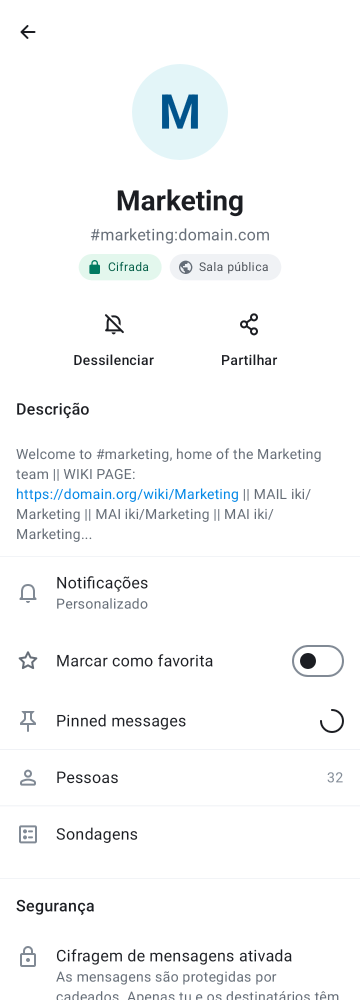 M
Marketing
#marketing:domain.com
Cifrada
Sala pública
Dessilenciar
Partilhar
Descrição
Welcome to #marketing, home of the Marketing
team || WIKI PAGE:
https://domain.org/wiki/Marketing || MAIL iki/
Marketing || MAI iki/Marketing || MAI iki/
Marketing...
Notificações
Personalizado
Marcar como favorita
Pinned messages
Pessoas
32
Sondagens
Segurança
Cifragem de mensagens ativada
As mensagens são protegidas por
cadeados. Apenas tu e os destinatários têm